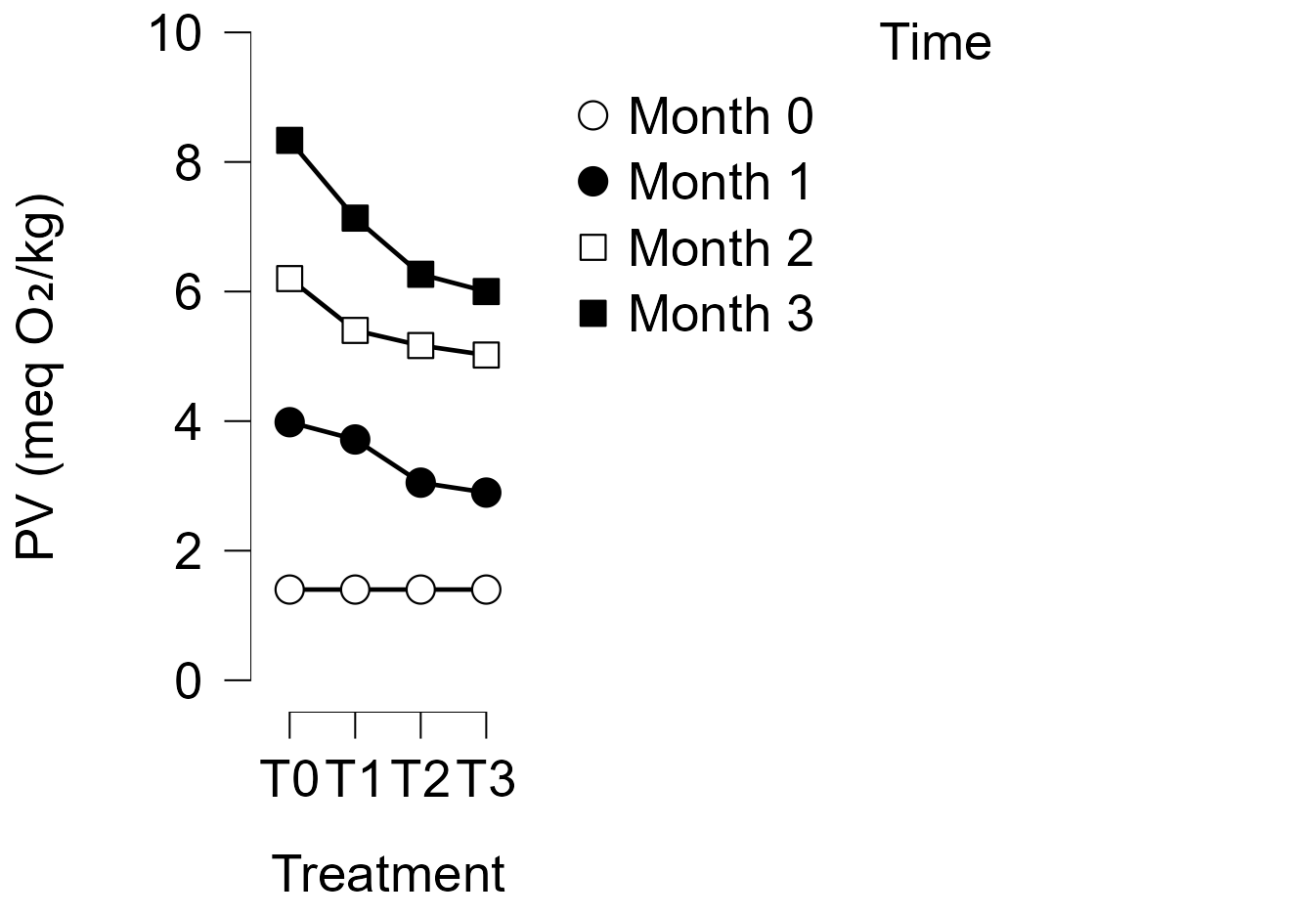 PV (meq O₂/kg)
10
8
6
4
2
0
T0 T1 T2 T3
Treatment
Time
Month 0
Month 1
Month 2
Month 3